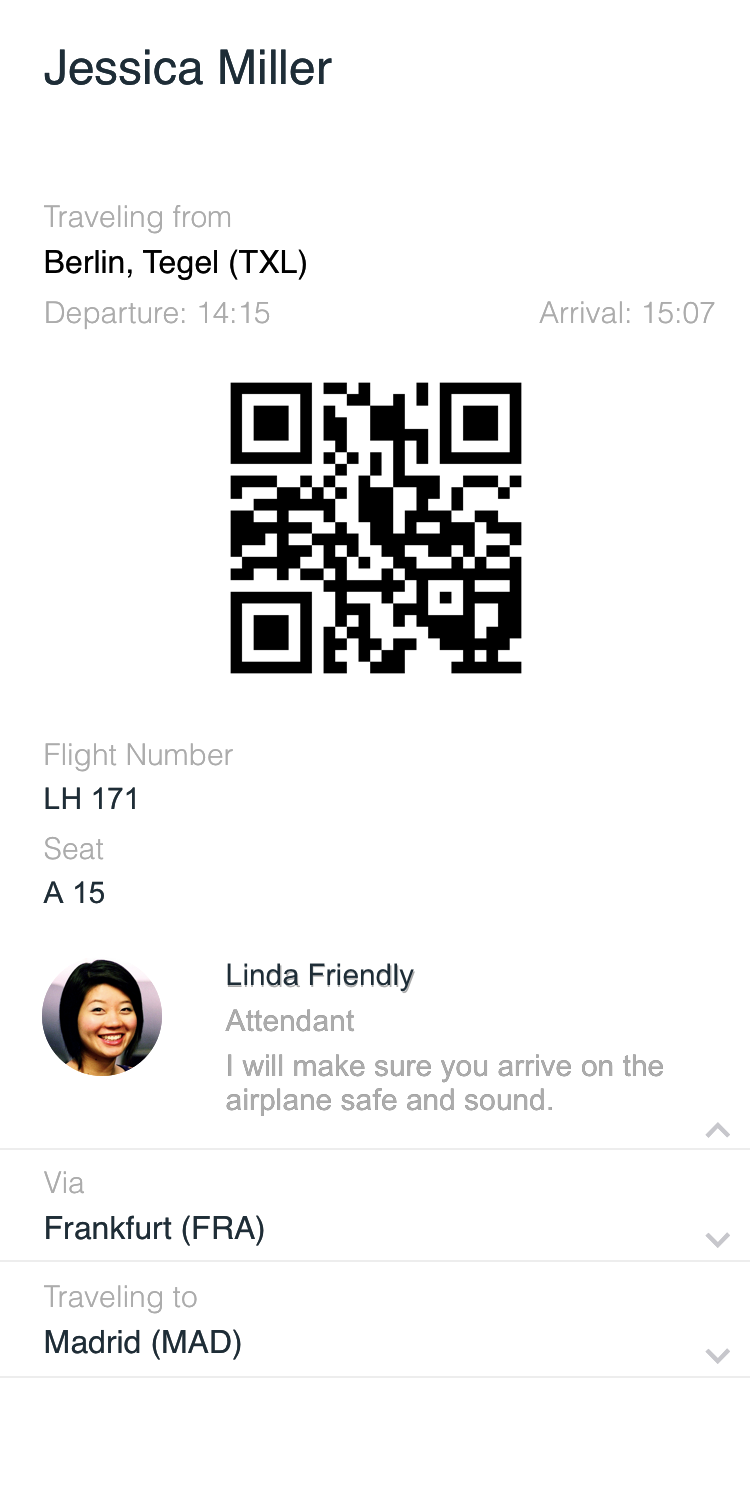 Jessica Miller
Traveling from
Berlin, Tegel (TXL)
Departure: 14:15
Arrival: 15:07
Flight Number
LH 171
Seat
A 15
Linda Friendly
Attendant
I will make sure you arrive on the
airplane safe and sound.
Via
Frankfurt (FRA)
Traveling to
Madrid (MAD)